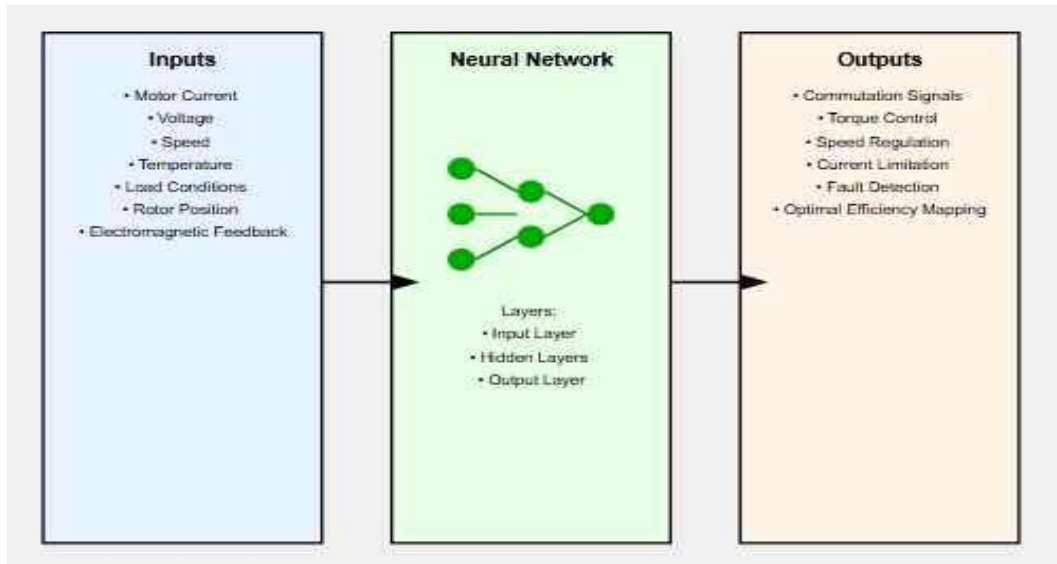 Inputs
• Motor Current
• Voltage
• Speed
• Temperature
• Load Conditions
• Rotor Position
• Electromagnetic Feedback
Neural Network
Layers:
• Input Layer
• Hidden Layers
• Output Layer
Outputs
• Commutation Signals
• Torque Control
• Speed Regulation
• Current Limitation
• Fault Detection
• Optimal Efficiency Mapping